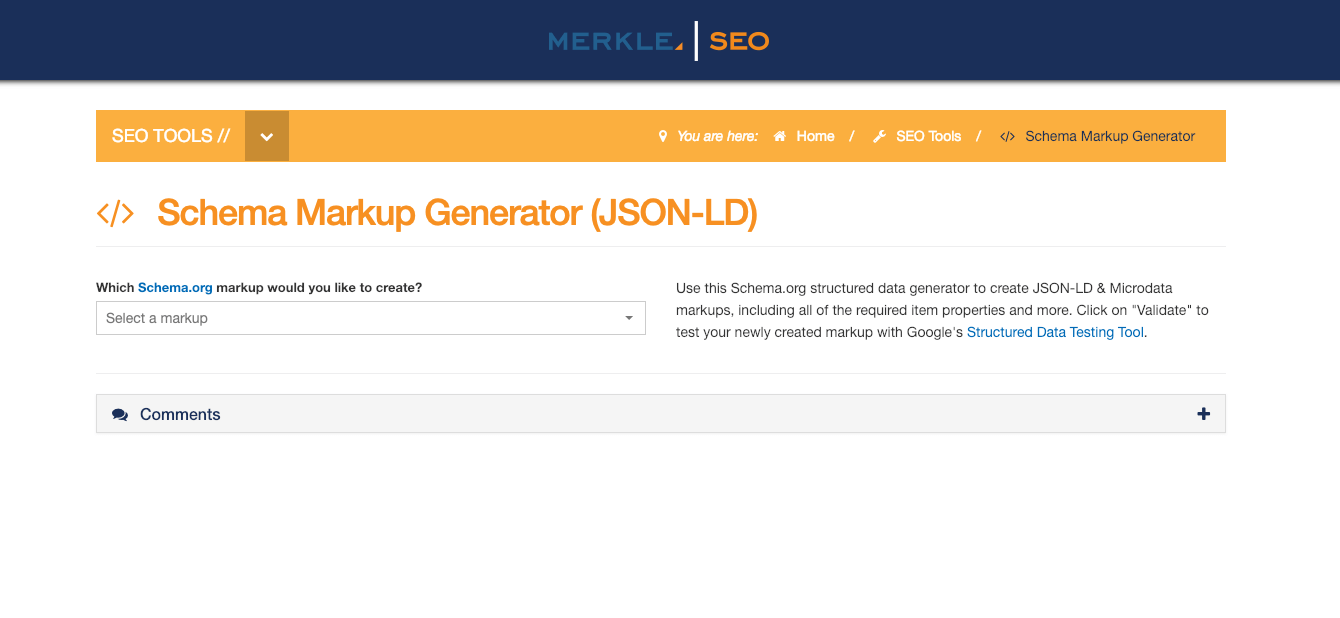 MERKLE | SEO
SEO TOOLS //
You are here: Home / SEO Tools / </> Schema Markup Generator
</> Schema Markup Generator (JSON-LD)
Which Schema.org markup would you like to create?
Select a markup
Use this Schema.org structured data generator to create JSON-LD & Microdata
markups, including all of the required item properties and more. Click on "Validate" to
test your newly created markup with Google's Structured Data Testing Tool.
Comments